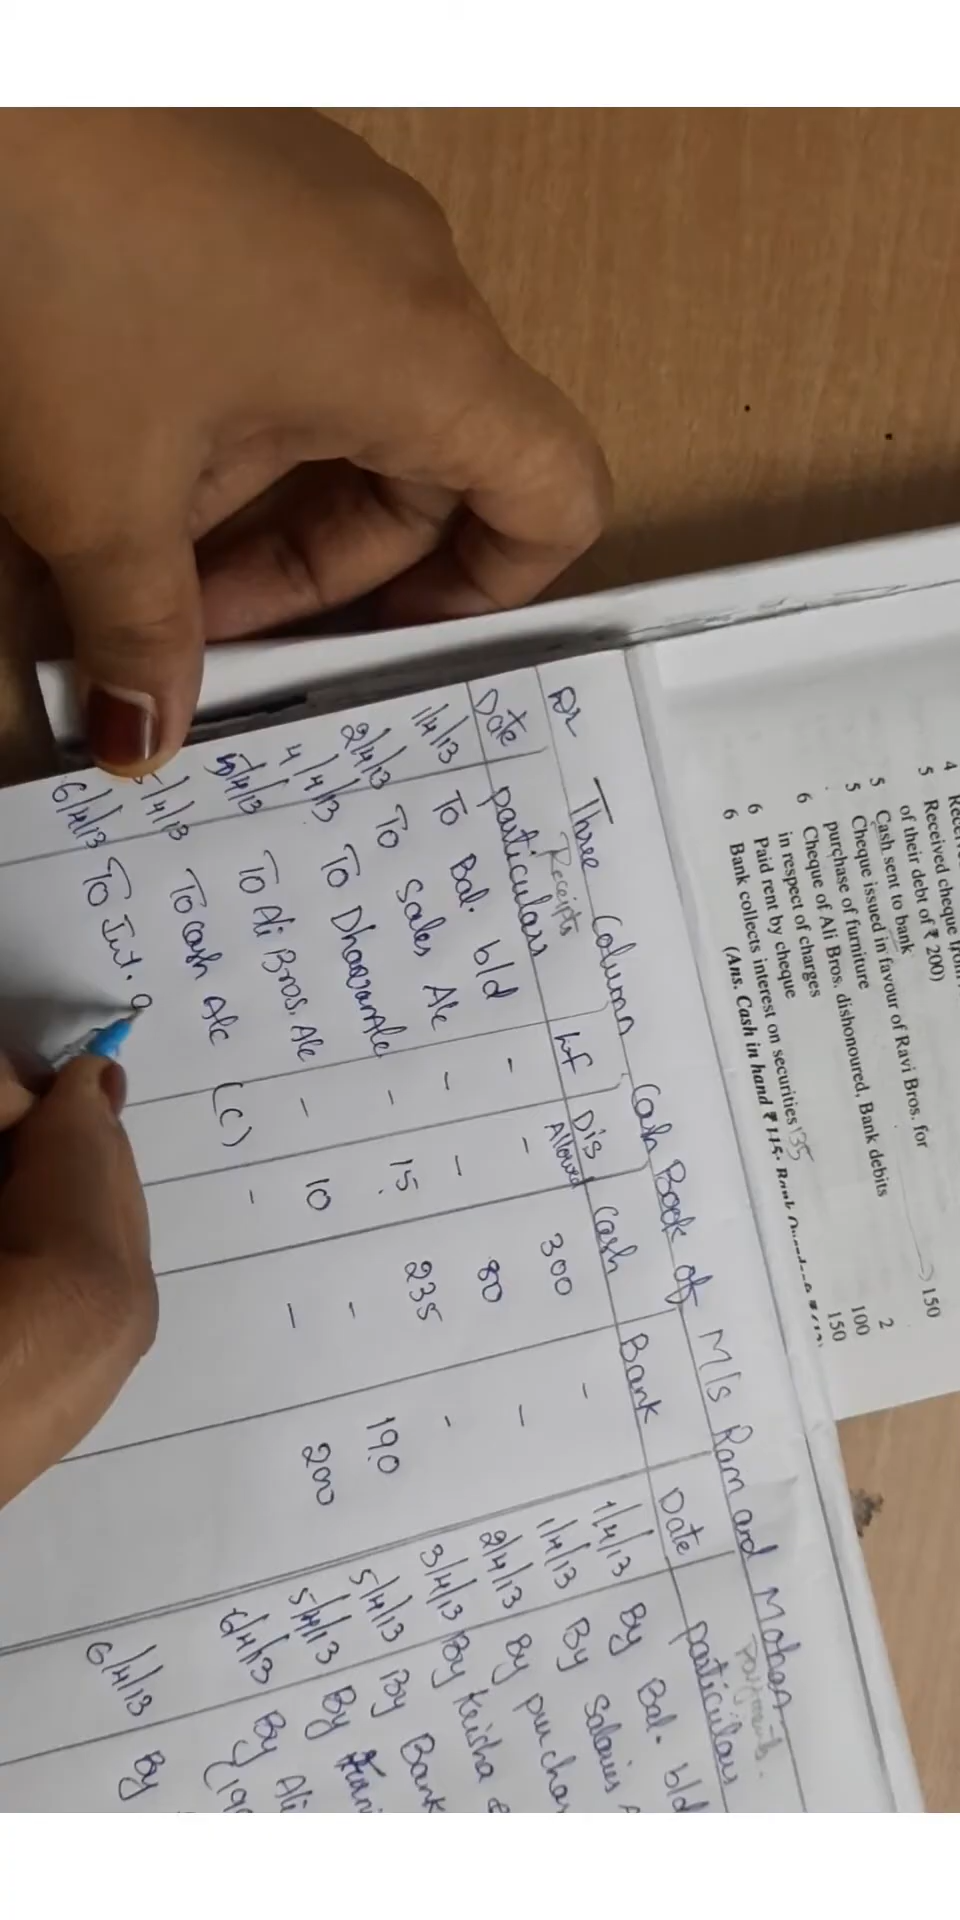 4
5 Received cheque from
of their debt of ₹ 200)
5 Cash sent to bank
5 Cheque issued in favour of Ravi Bros. for
purchase of furniture
6 Cheque of Ali Bros. dishonoured, Bank debits
in respect of charges
6 Paid rent by cheque
6 Bank collects interest on securities 135
(Ans. Cash in hand ₹ 115.
150
2
100
150
Three Column Cash Book of M/s Ram and Mohan
Dr Receipts
Date particulars L.f Dis Allowed Cash Bank Date particulars
1/4/13 To Bal. b/d - - 300 - 1/4/13 By Bal. b/d
2/4/13 To Sales A/c - - 80 - 1/4/13 By Salaries
4/4/13 To Dhavram A/c - 15 235 - 2/4/13 By purchas
5/4/13 To Ali Bros. A/c - 10 - 190 3/4/13 By Krisha
5/4/13 To Cash A/c (C) - - 200 5/4/13 By Bank
5/4/13 By Furni
6/4/13 To Int. 6/4/13 By Ali
(190
6/4/13 By